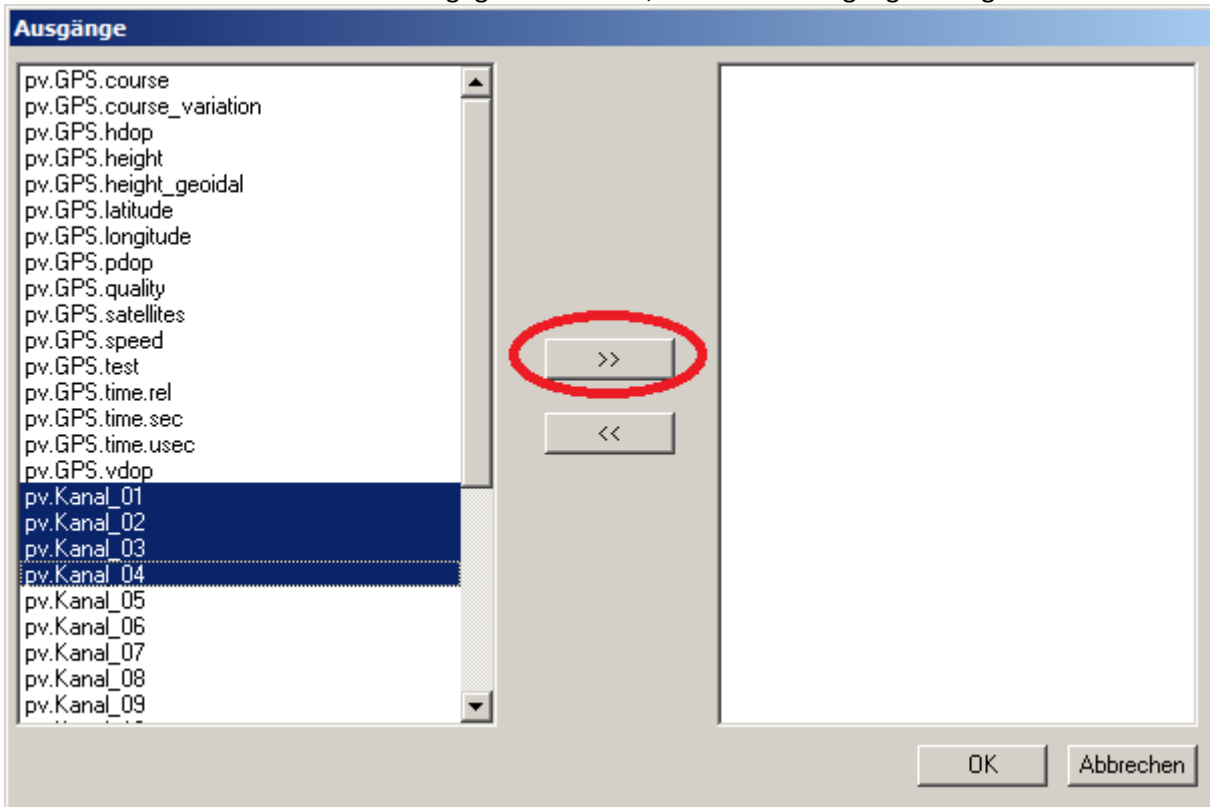 Ausgänge
pv.GPS.course
pv.GPS.course_variation
pv.GPS.hdop
pv.GPS.height
pv.GPS.height_geoidal
pv.GPS.latitude
pv.GPS.longitude
pv.GPS.pdop
pv.GPS.quality
pv.GPS.satellites
pv.GPS.speed
pv.GPS.test
pv.GPS.time.rel
pv.GPS.time.sec
pv.GPS.time.usec
pv.GPS.vdop
pv.Kanal_01
pv.Kanal_02
pv.Kanal_03
pv.Kanal_04
pv.Kanal_05
pv.Kanal_06
pv.Kanal_07
pv.Kanal_08
pv.Kanal_09
>>
<<
OK
Abbrechen